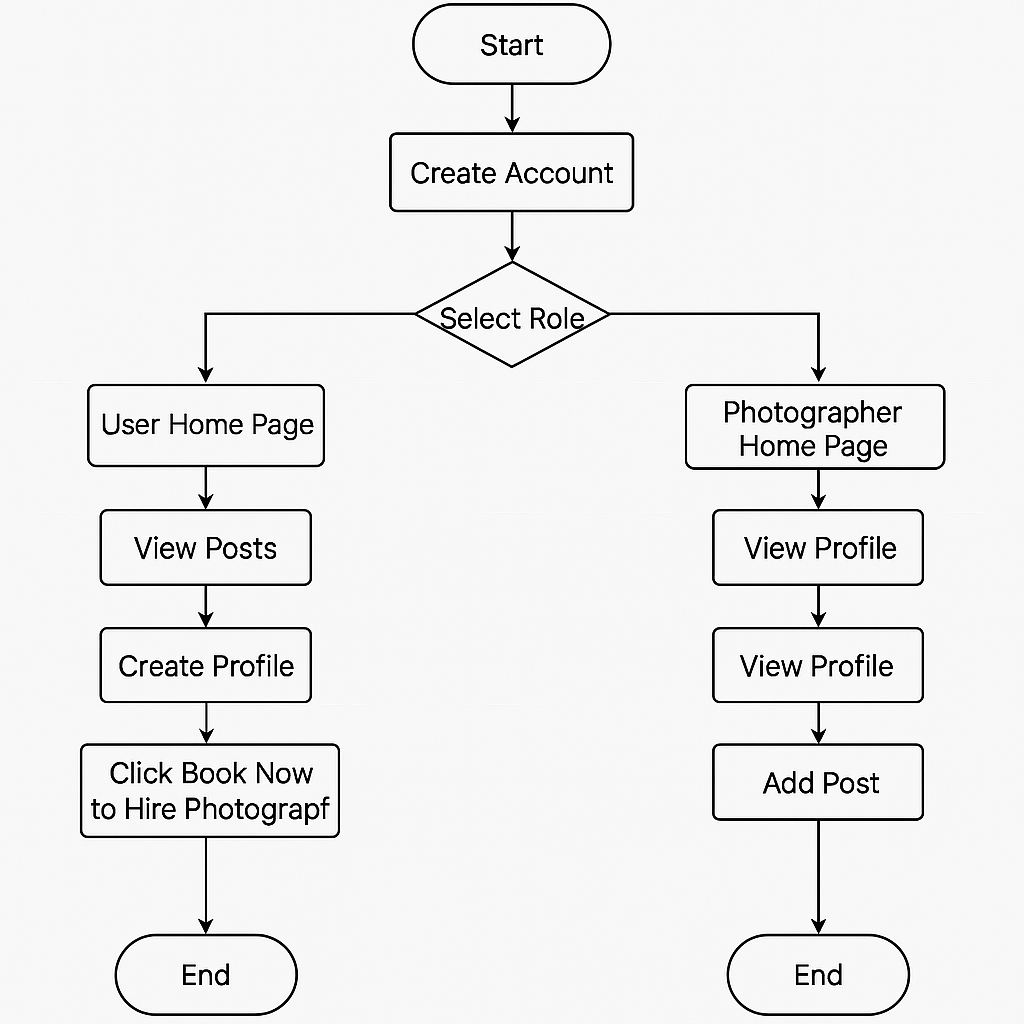 Start
Create Account
Select Role
User Home Page
View Posts
Create Profile
Click Book Now
to Hire Photograpf
End
Photographer
Home Page
View Profile
View Profile
Add Post
End